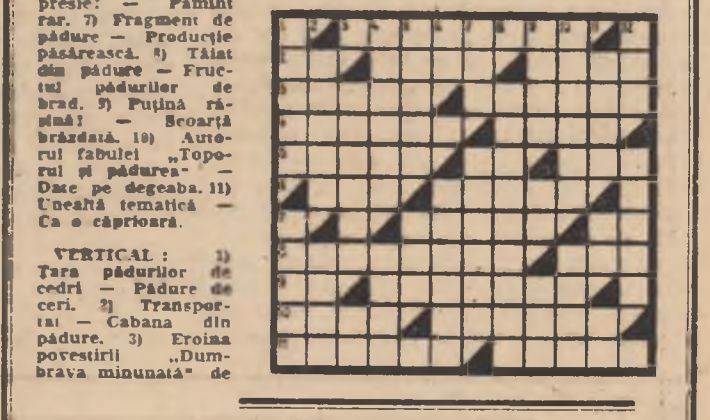 presie! — Pămînt
rar. 7) Fragment de
pădure — Producție
păsărească. 8) Tăiat
din pădure — Fruc-
tul pădurilor de
brad. 9) Puțină ră-
șină! — Scoarță
brăzdată. 10) Auto-
rul fabulei „Topo-
rul și pădurea" —
Date pe degeaba. 11)
Unealtă tematică —
Ca o căprioară.
VERTICAL : 1)
Țara pădurilor de
cedri — Pădure de
ceri. 2) Transpor-
tat — Cabana din
pădure. 3) Eroina
povestirii „Dum-
brava minunată" de